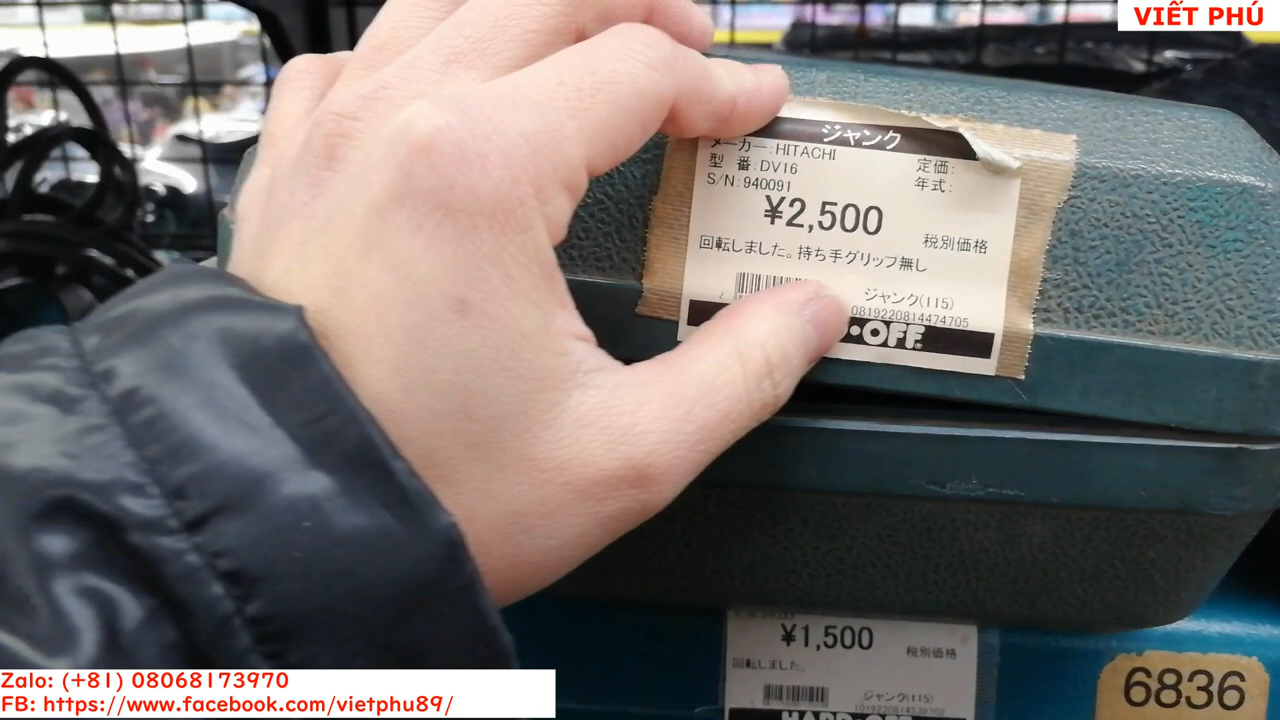 VIẾT PHÚ
ジャンク
メーカー:HITACHI
型 番:DV16
定価:
S/N:940091
年式:
¥2,500
税別価格
回転しました。持ち手グリップ無し
ジャンク(115)
0819220814474705
OFF
¥1,500
税別価格
回転しました。
ジャンク(115)
HARD・OFF
6836
Zalo: (+81) 08068173970
FB: https://www.facebook.com/vietphu89/